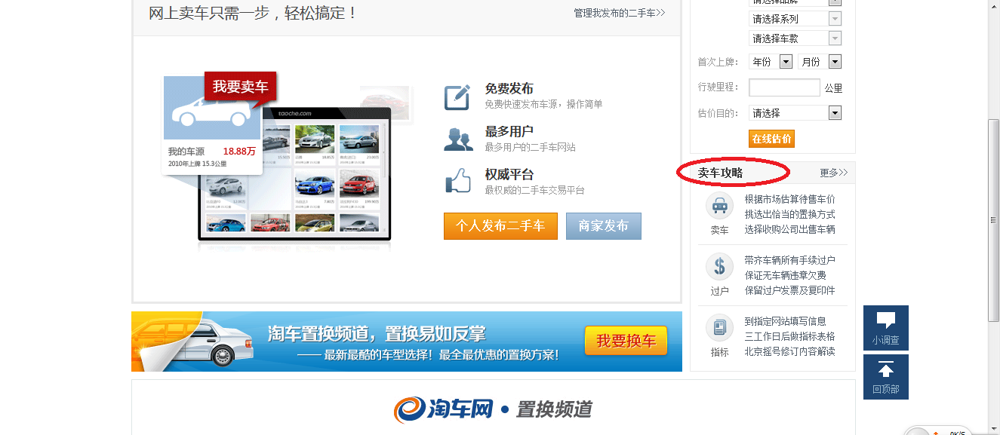 网上卖车只需一步，轻松搞定！
管理我发布的二手车>>
我要卖车
taoche.com
我的车源
18.88万
2010年上牌 15.3公里
免费发布
免费快速发布车源，操作简单
最多用户
最多用户的二手车网站
权威平台
最权威的二手车交易平台
个人发布二手车
商家发布
淘车置换频道，置换易如反掌
—— 最新最酷的车型选择！最全最优惠的置换方案！
我要换车
淘车网·置换频道
请选择品牌
请选择系列
请选择车款
首次上牌：
年份
月份
行驶里程：
公里
估价目的：
请选择
在线估价
卖车攻略
更多>>
卖车
根据市场估算待售车价
挑选出恰当的置换方式
选择收购公司出售车辆
过户
带齐车辆所有手续过户
保证无车辆违章欠费
保留过户发票及复印件
指标
到指定网站填写信息
三工作日后做指标表格
北京摇号修订内容解读
小调查
回顶部